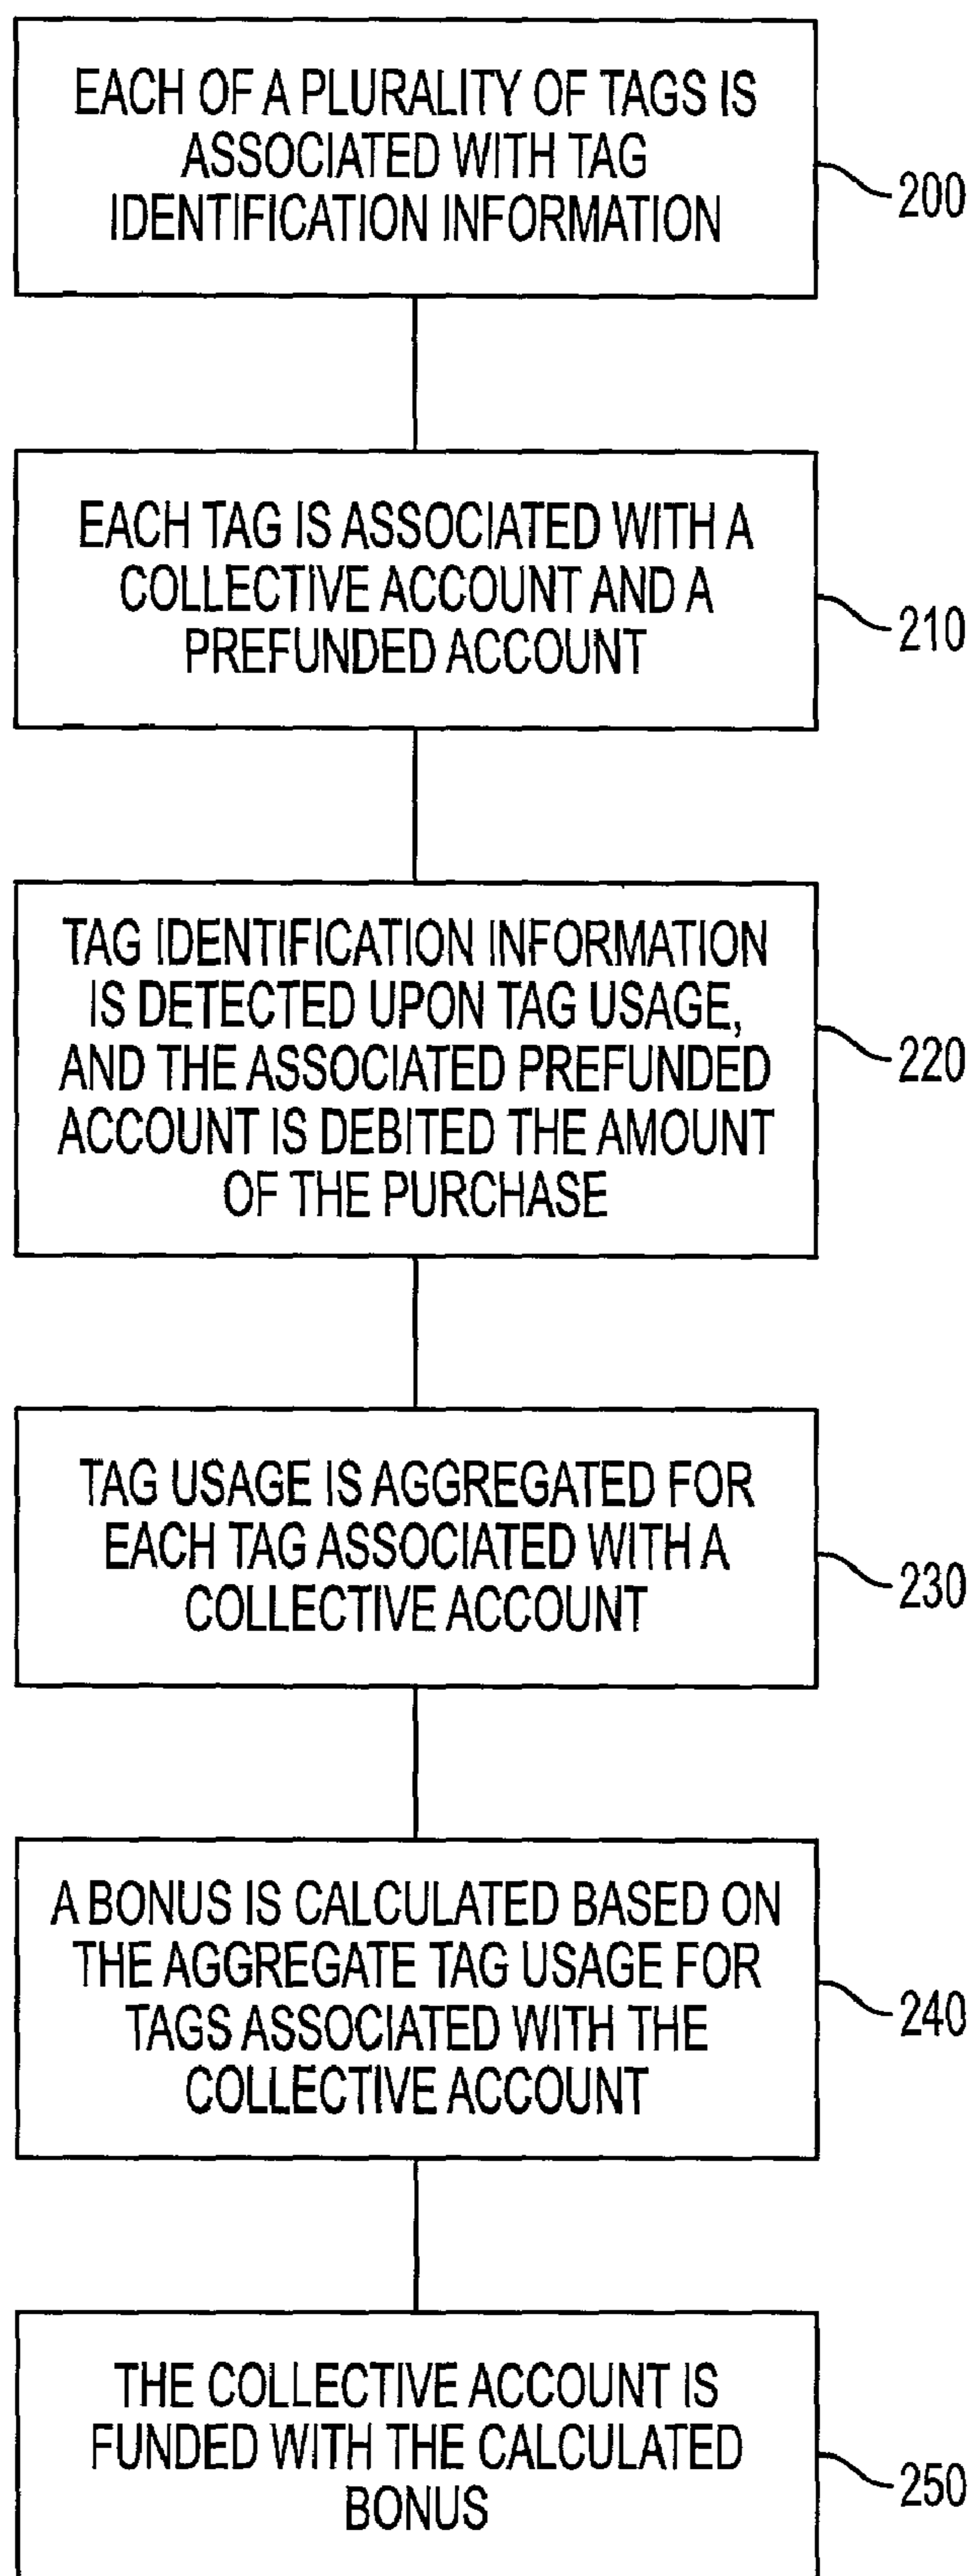 EACH OF A PLURALITY OF TAGS IS
ASSOCIATED WITH TAG
IDENTIFICATION INFORMATION
200
EACH TAG IS ASSOCIATED WITH A
COLLECTIVE ACCOUNT AND A
PREFUNDED ACCOUNT
210
TAG IDENTIFICATION INFORMATION
IS DETECTED UPON TAG USAGE,
AND THE ASSOCIATED PREFUNDED
ACCOUNT IS DEBITED THE AMOUNT
OF THE PURCHASE
220
TAG USAGE IS AGGREGATED FOR
EACH TAG ASSOCIATED WITH A
COLLECTIVE ACCOUNT
230
A BONUS IS CALCULATED BASED ON
THE AGGREGATE TAG USAGE FOR
TAGS ASSOCIATED WITH THE
COLLECTIVE ACCOUNT
240
THE COLLECTIVE ACCOUNT IS
FUNDED WITH THE CALCULATED
BONUS
250